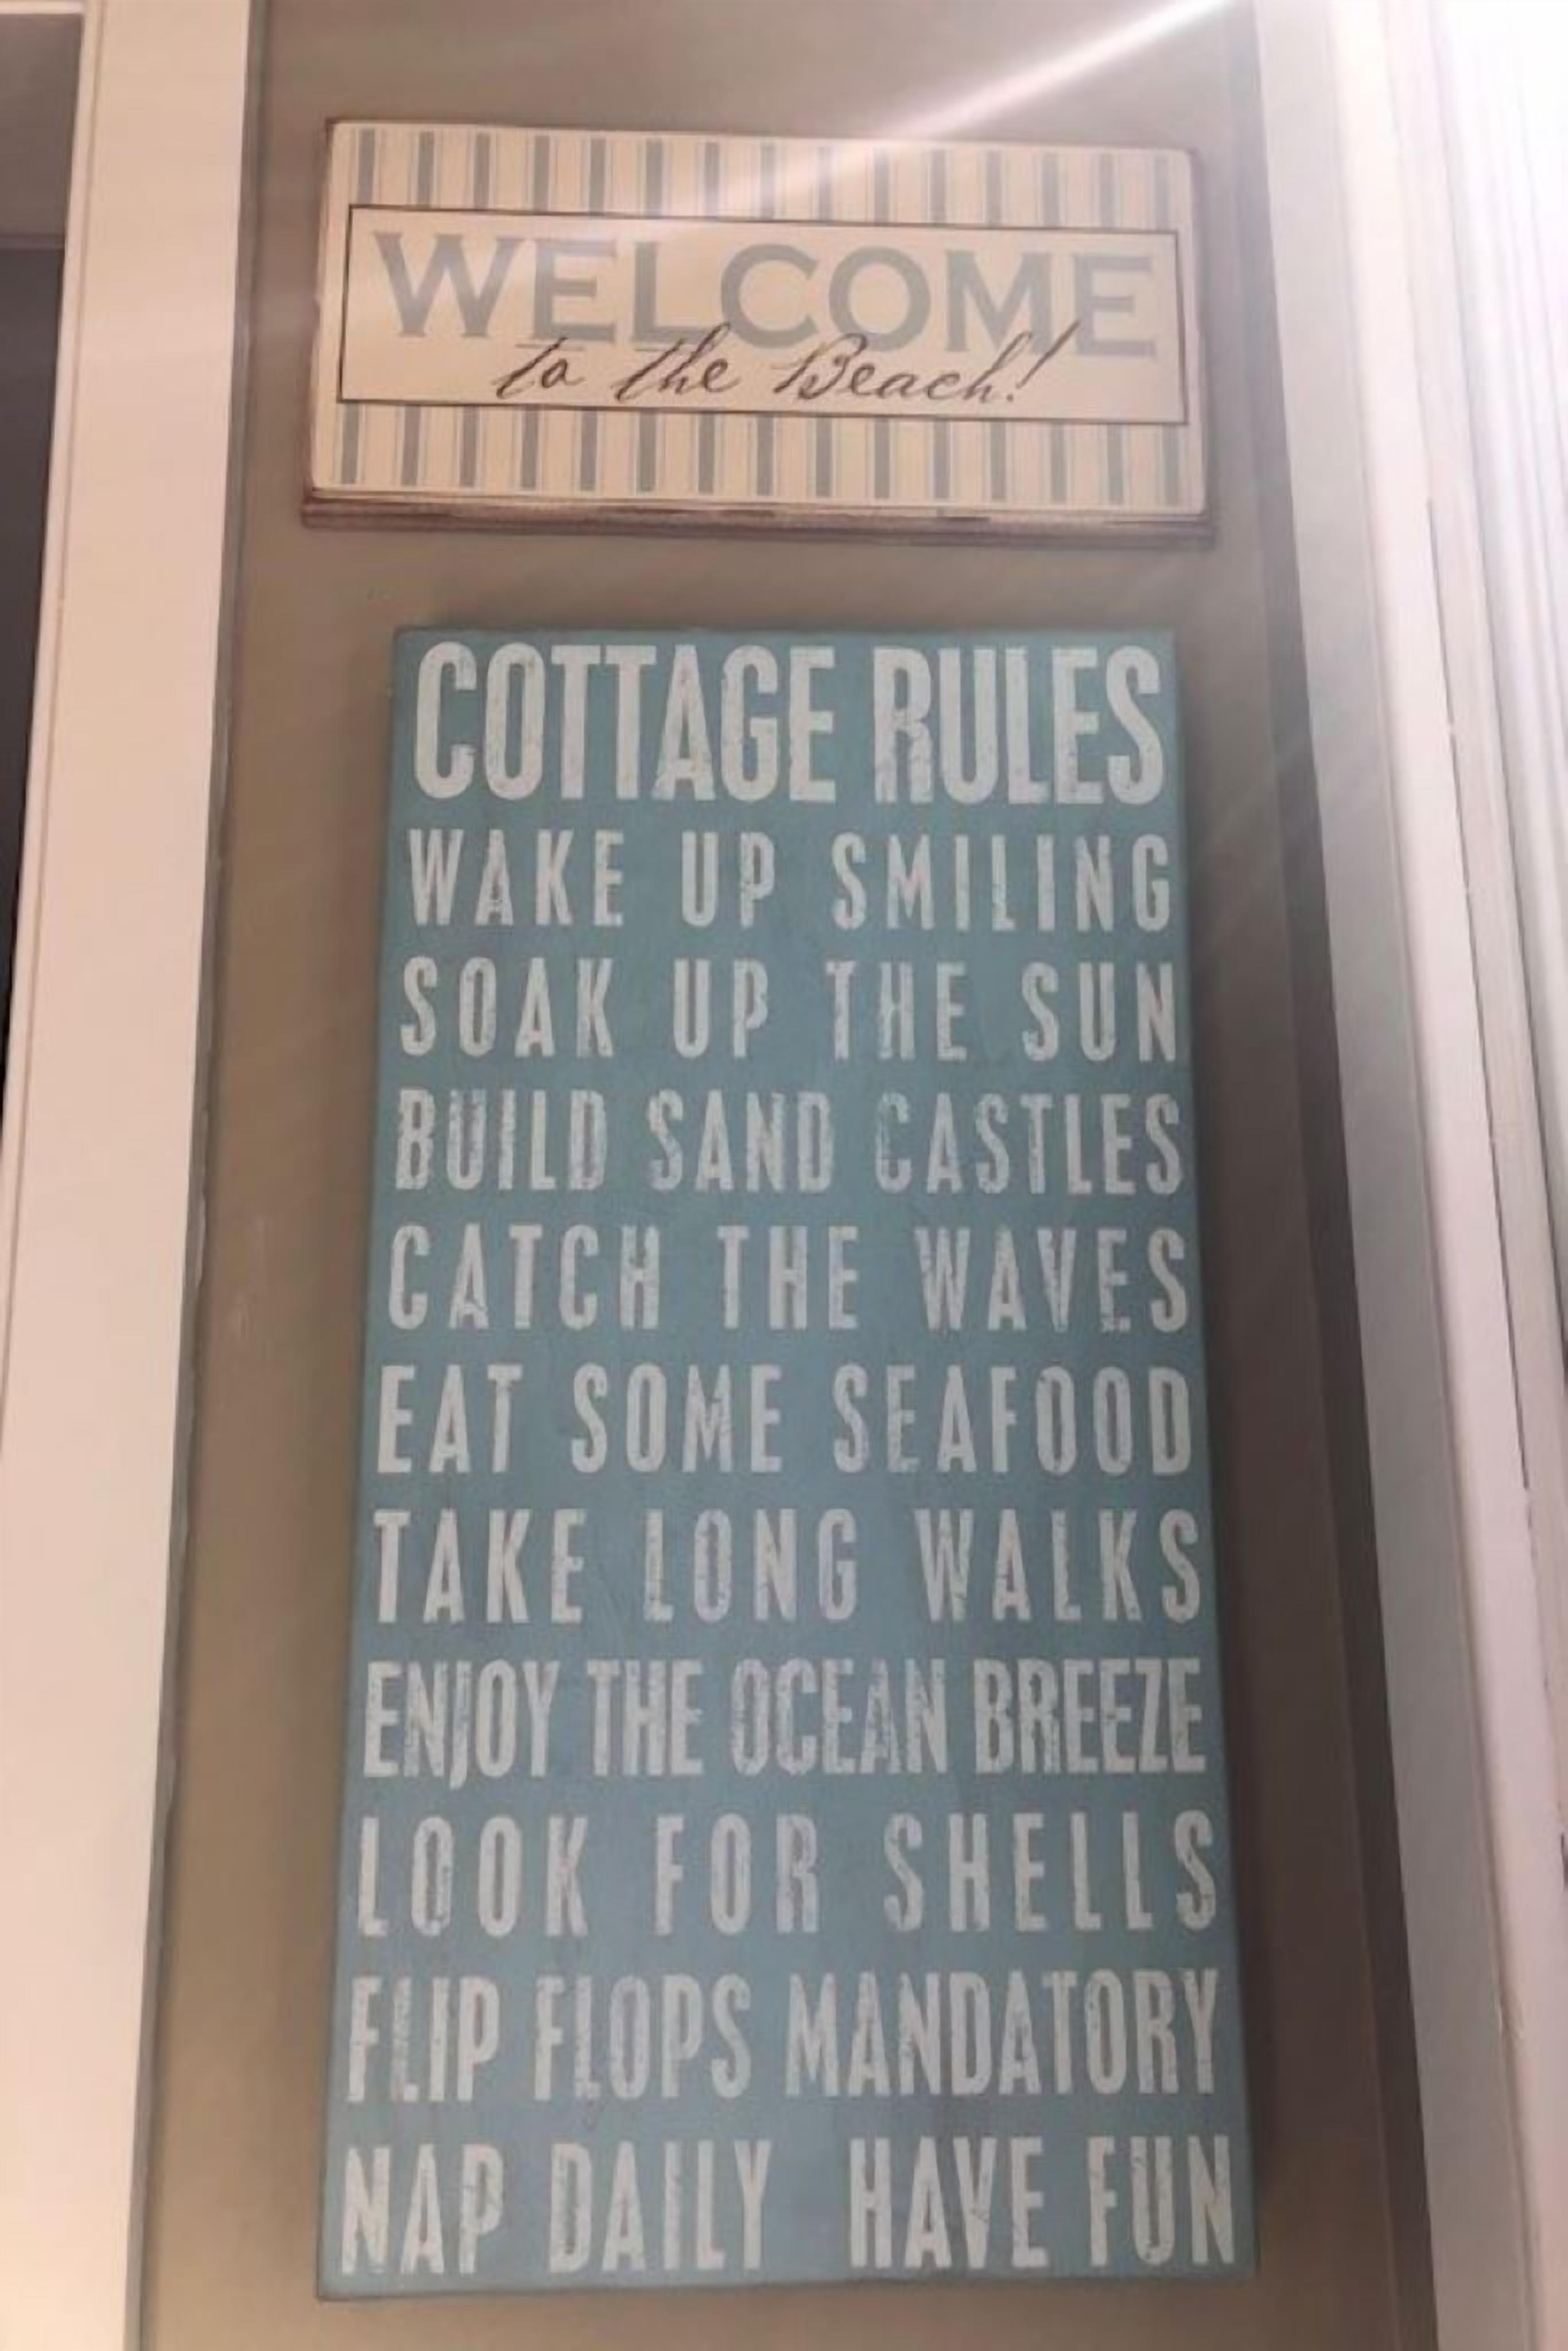 WELCOME
to the Beach!
COTTAGE RULES
WAKE UP SMILING
SOAK UP THE SUN
BUILD SAND CASTLES
CATCH THE WAVES
EAT SOME SEAFOOD
TAKE LONG WALKS
ENJOY THE OCEAN BREEZE
LOOK FOR SHELLS
FLIP FLOPS MANDATORY
NAP DAILY HAVE FUN